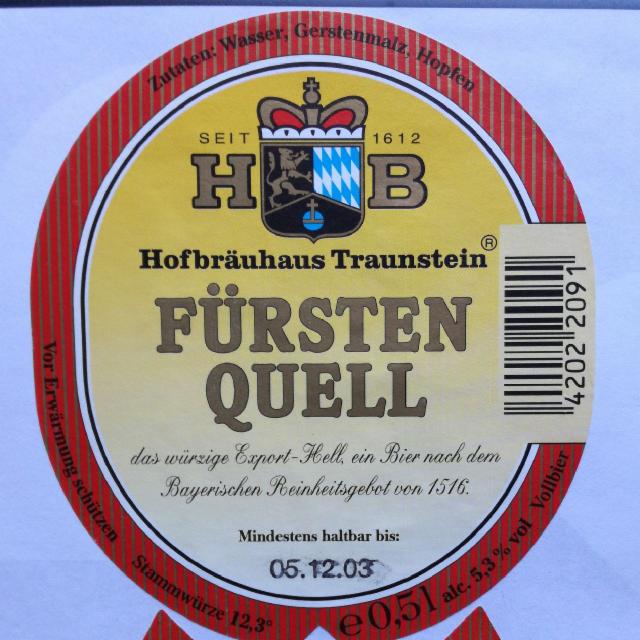 Zutaten: Wasser, Gerstenmalz, Hopfen
SEIT 1612
H B
Hofbräuhaus Traunstein®
FÜRSTEN
QUELL
das würzige Export-Hell, ein Bier nach dem
Bayerischen Reinheitsgebot von 1516.
Mindestens haltbar bis:
05.12.03
4202 2091
Vor Erwärmung schützen
Stammwürze 12,3°
e 0,5 l alc. 5,3 % vol Vollbier